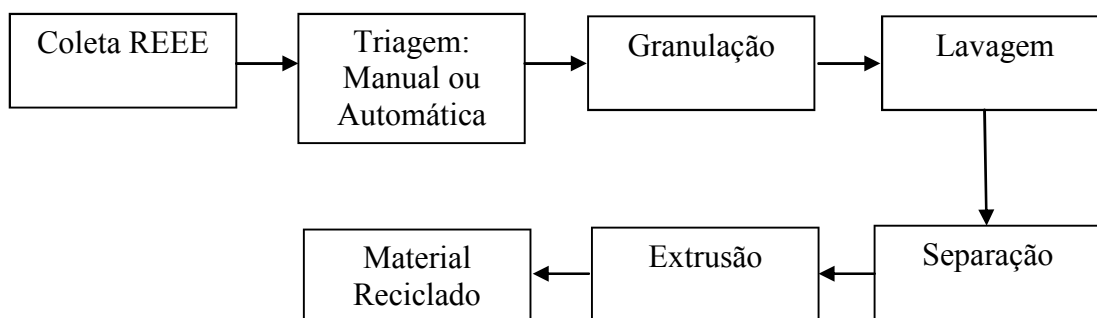 Coleta REEE
Triagem:
Manual ou
Automática
Granulação
Lavagem
Separação
Extrusão
Material
Reciclado